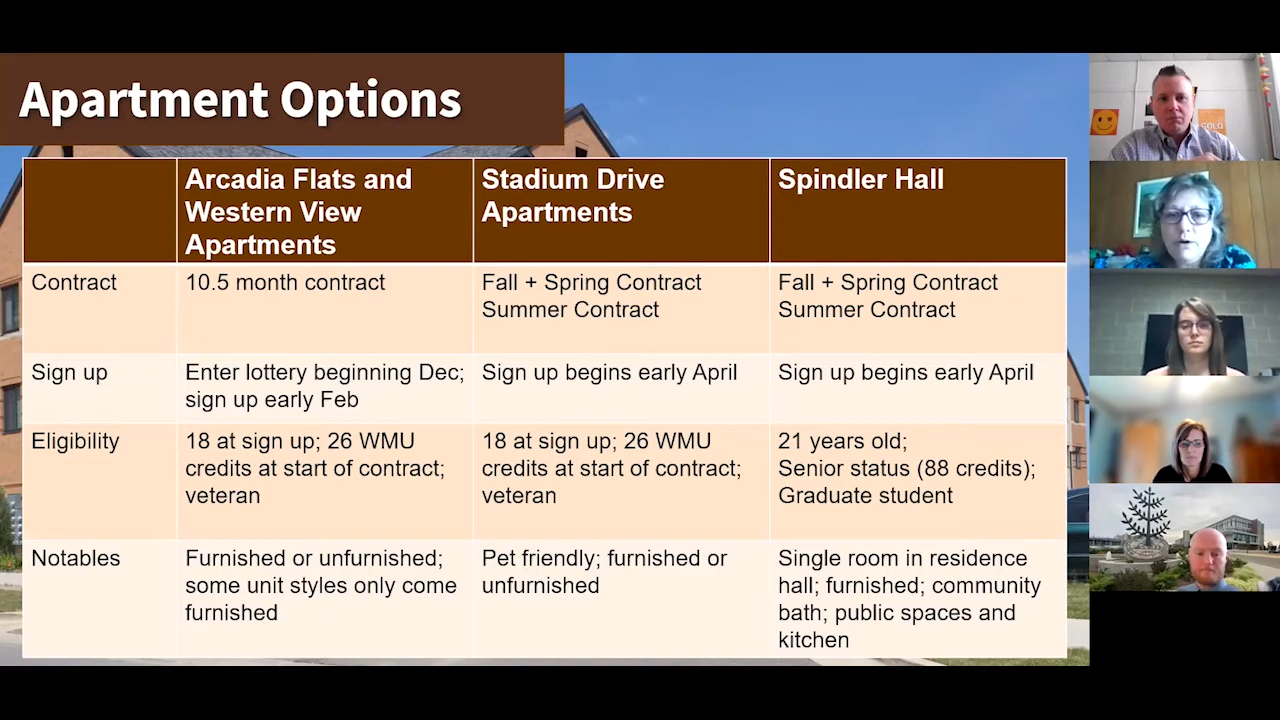 Apartment Options
Arcadia Flats and
Western View
Apartments
Stadium Drive
Apartments
Spindler Hall
Contract
10.5 month contract
Fall + Spring Contract
Summer Contract
Fall + Spring Contract
Summer Contract
Sign up
Enter lottery beginning Dec;
sign up early Feb
Sign up begins early April
Sign up begins early April
Eligibility
18 at sign up; 26 WMU
credits at start of contract;
veteran
18 at sign up; 26 WMU
credits at start of contract;
veteran
21 years old;
Senior status (88 credits);
Graduate student
Notables
Furnished or unfurnished;
some unit styles only come
furnished
Pet friendly; furnished or
unfurnished
Single room in residence
hall; furnished; community
bath; public spaces and
kitchen
GOLD